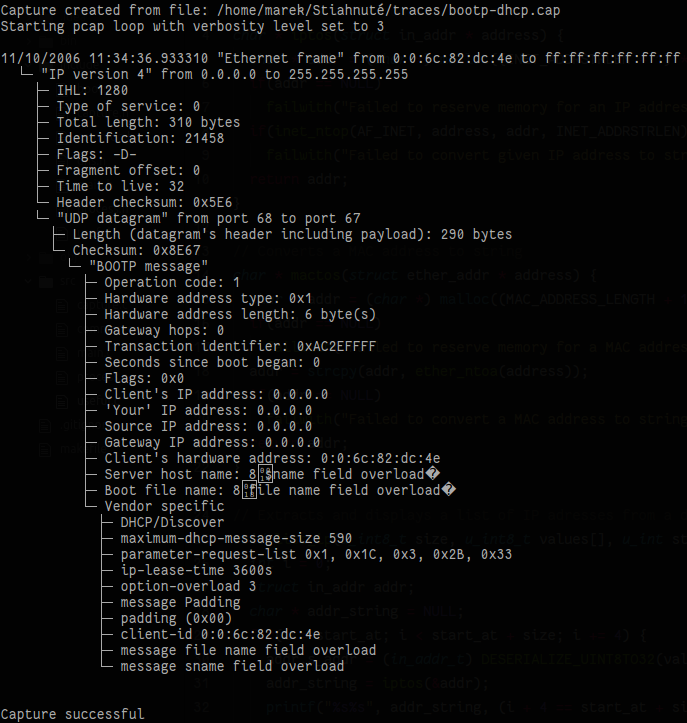 Capture created from file: /home/marek/Stiahnuté/traces/bootp-dhcp.cap
Starting pcap loop with verbosity level set to 3
11/10/2006 11:34:36.933310 "Ethernet frame" from 0:0:6c:82:dc:4e to ff:ff:ff:ff:ff:ff
"IP version 4" from 0.0.0.0 to 255.255.255.255
IHL: 1280
Type of service: 0
Total length: 310 bytes
Identification: 21458
Flags: -D-
Fragment offset: 0
Time to live: 32
Header checksum: 0x5E6
"UDP datagram" from port 68 to port 67
Length (datagram's header including payload): 290 bytes
Checksum: 0x8E67
"BOOTP message"
Operation code: 1
Hardware address type: 0x1
Hardware address length: 6 byte(s)
Gateway hops: 0
Transaction identifier: 0xAC2EFFFF
Seconds since boot began: 0
Flags: 0x0
Client's IP address: 0.0.0.0
'Your' IP address: 0.0.0.0
Source IP address: 0.0.0.0
Gateway IP address: 0.0.0.0
Client's hardware address: 0:0:6c:82:dc:4e
Server host name: 8 sname field overload�
Boot file name: 8 file name field overload�
Vendor specific
DHCP/Discover
maximum-dhcp-message-size 590
parameter-request-list 0x1, 0x1C, 0x3, 0x2B, 0x33
ip-lease-time 3600s
option-overload 3
message Padding
padding (0x00)
client-id 0:0:6c:82:dc:4e
message file name field overload
message sname field overload
Capture successful